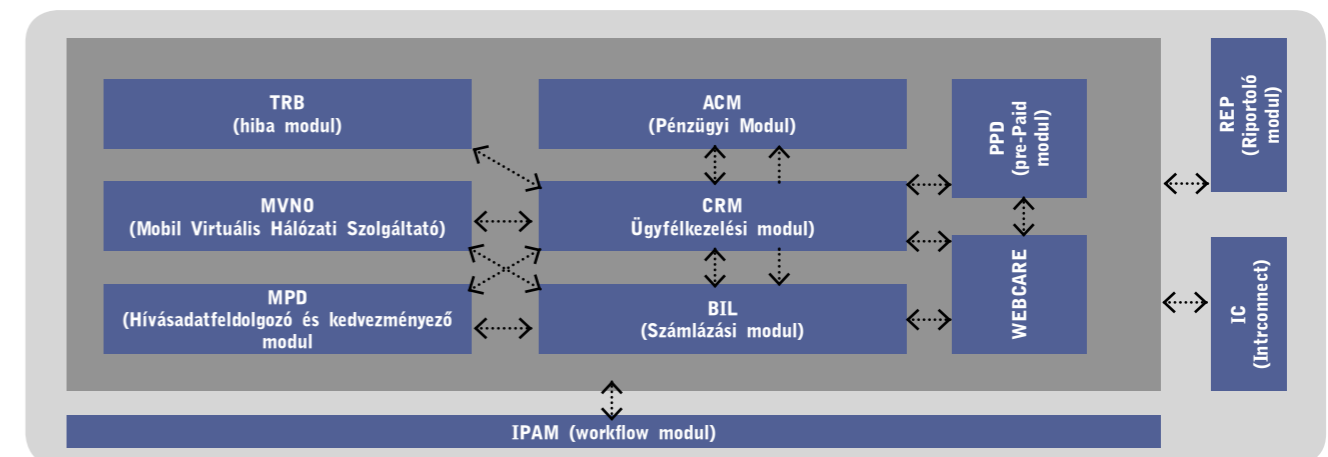 TRB
(hiba modul)
ACM
(Pénzügyi Modul)
PPD
(pre-Paid
modul)
REP
(Riportoló
modul)
MVNO
(Mobil Virtuális Hálózati Szolgáltató)
CRM
Ügyfélkezelési modul)
MPD
(Hívásadatfeldolgozó és kedvezményező
modul
BIL
(Számlázási modul)
WEBCARE
IC
(Intrconnect)
IPAM (workflow modul)